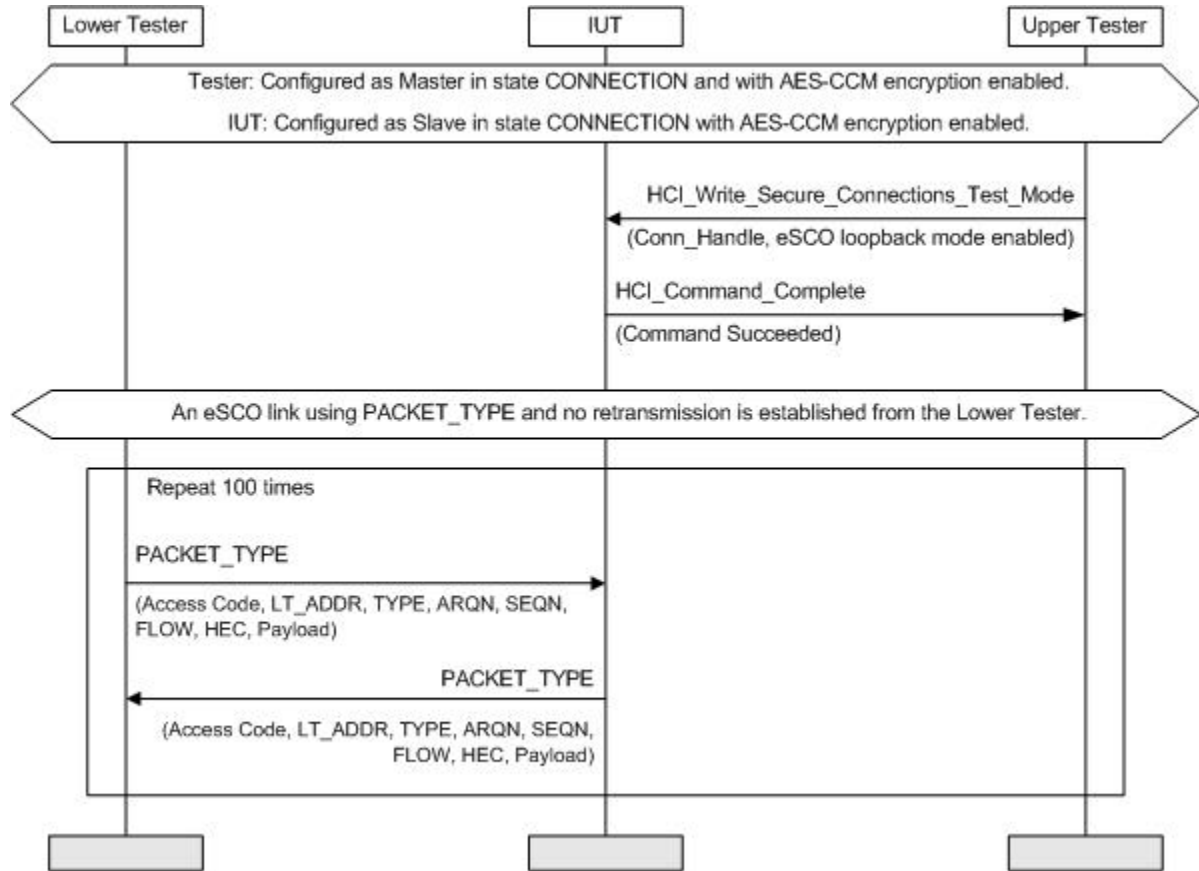 Lower Tester
IUT
Upper Tester
Tester: Configured as Master in state CONNECTION and with AES-CCM encryption enabled.
IUT: Configured as Slave in state CONNECTION with AES-CCM encryption enabled.
HCI_Write_Secure_Connections_Test_Mode
(Conn_Handle, eSCO loopback mode enabled)
HCI_Command_Complete
(Command Succeeded)
An eSCO link using PACKET_TYPE and no retransmission is established from the Lower Tester.
Repeat 100 times
PACKET_TYPE
(Access Code, LT_ADDR, TYPE, ARQN, SEQN,
FLOW, HEC, Payload)
PACKET_TYPE
(Access Code, LT_ADDR, TYPE, ARQN, SEQN,
FLOW, HEC, Payload)